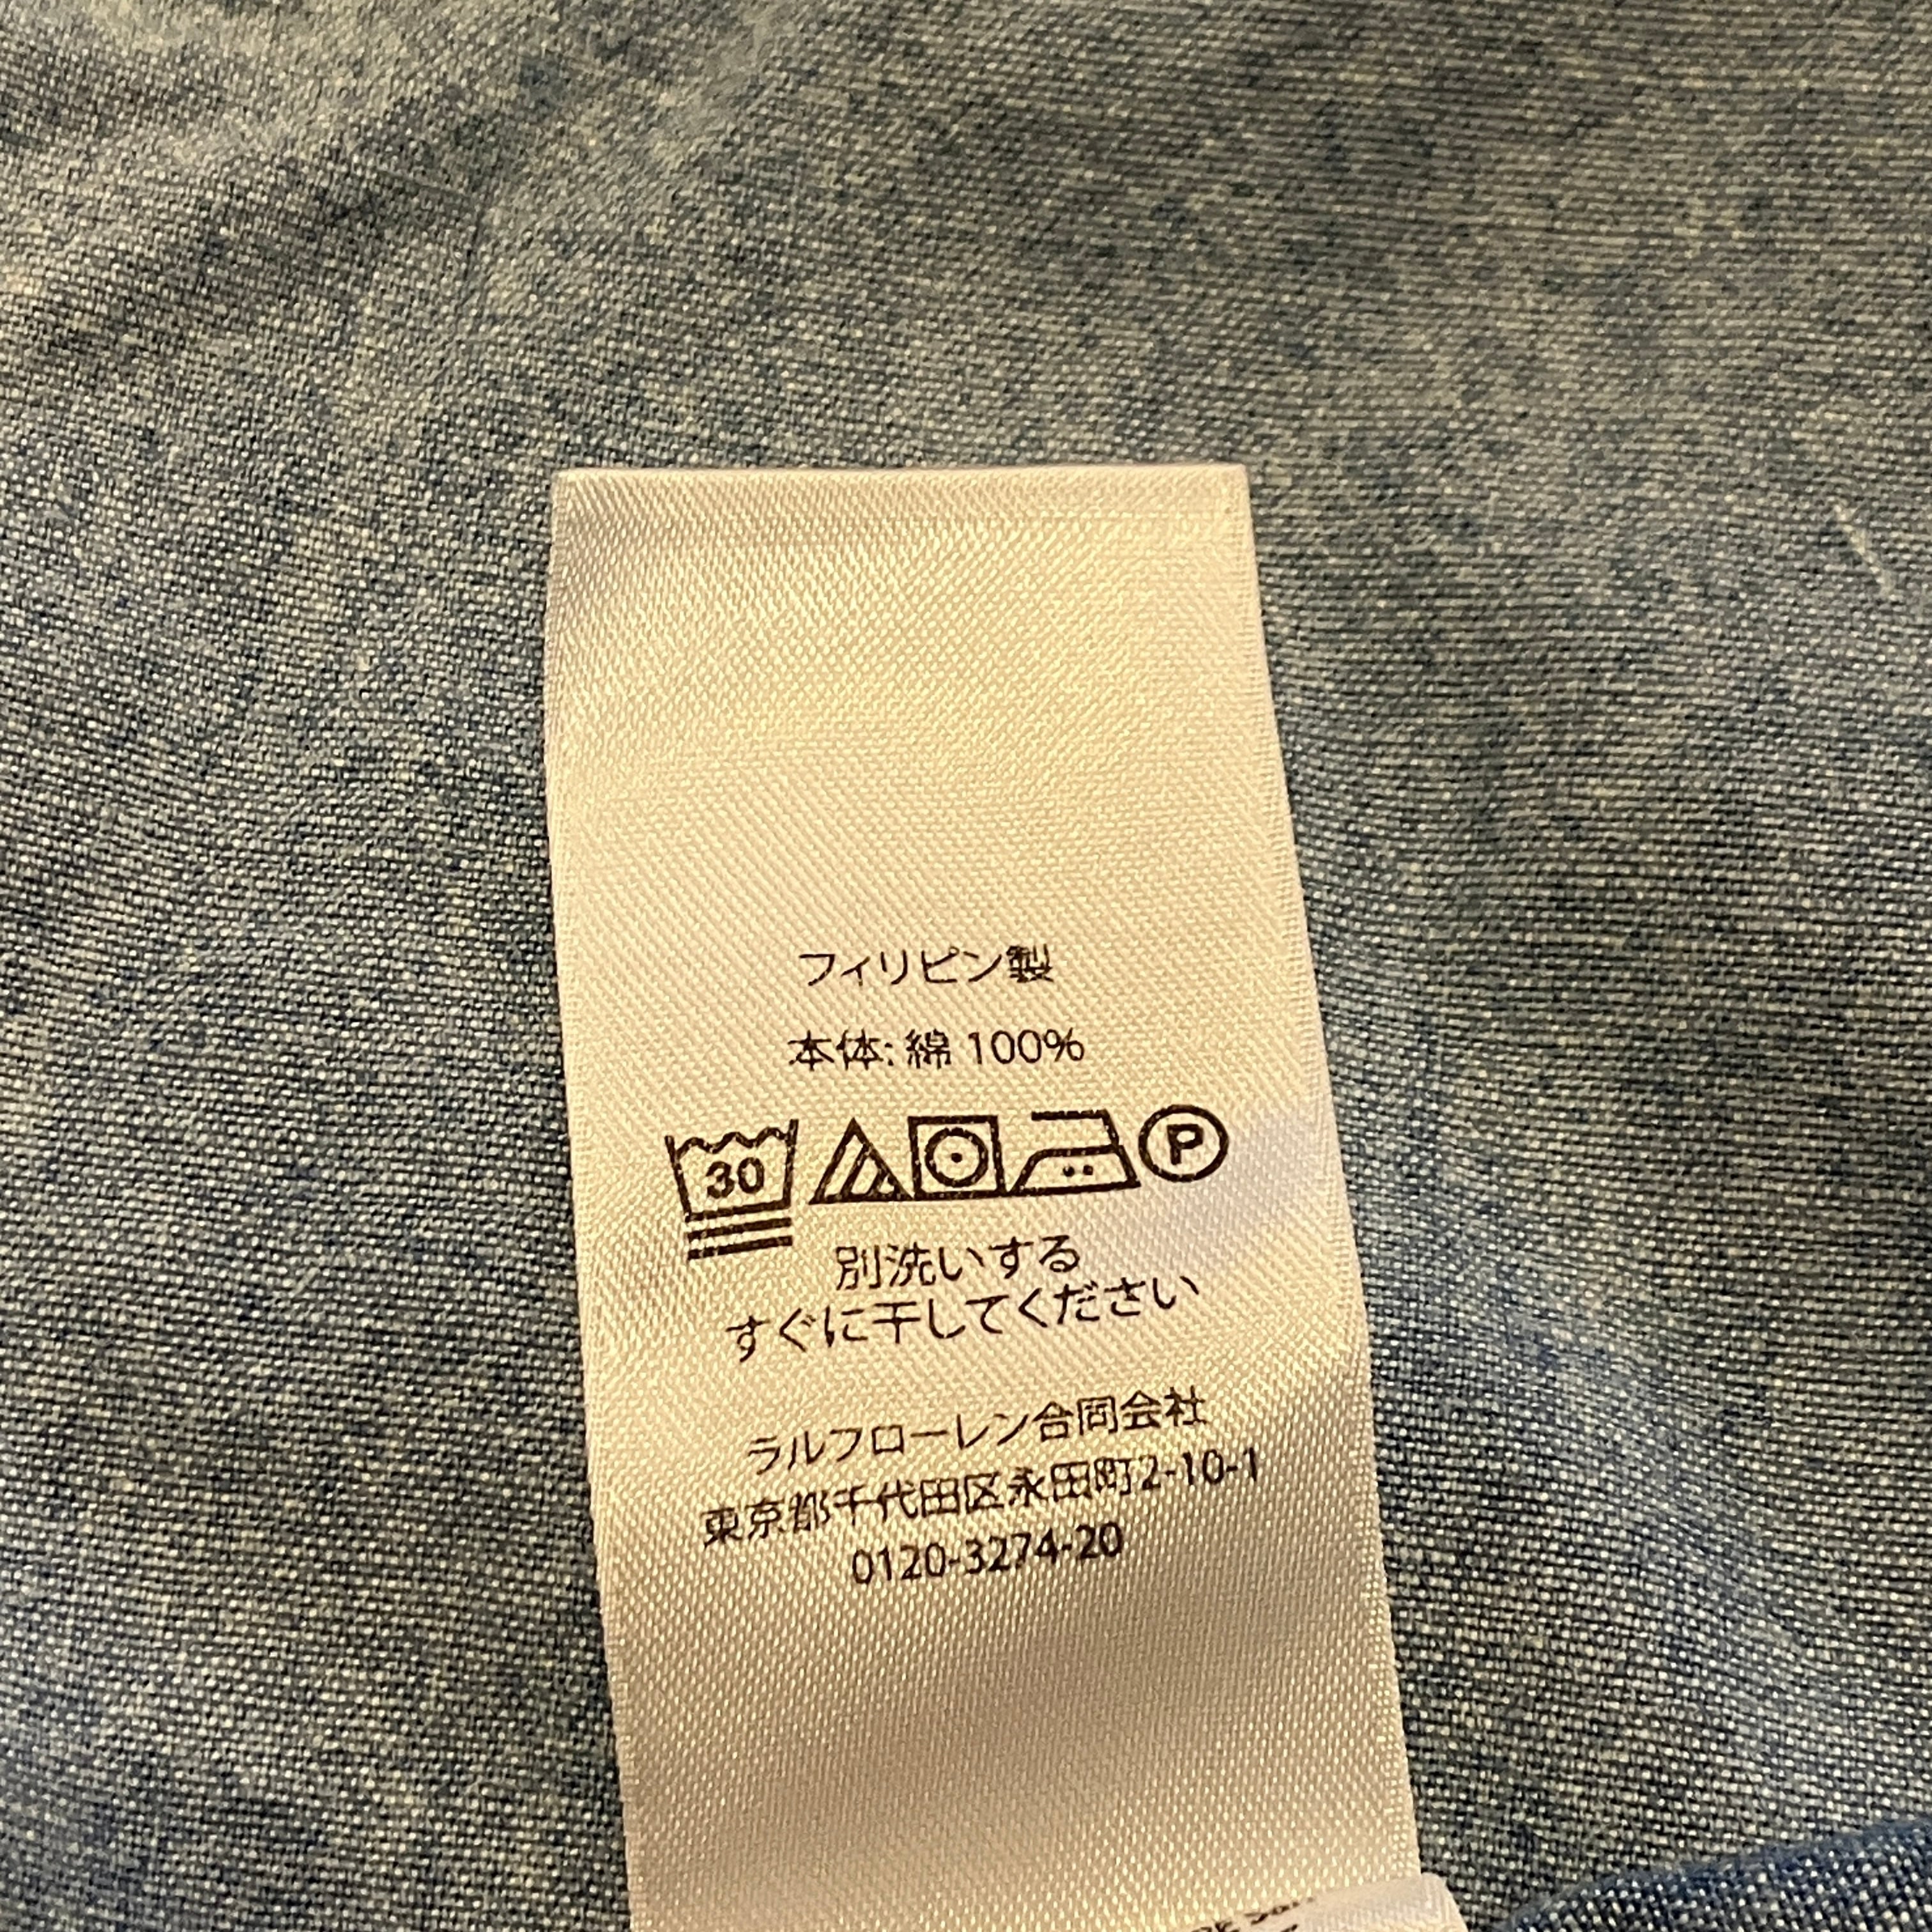 フィリピン製
本体: 綿 100%
30 P
別洗いする
すぐに干してください
ラルフローレン合同会社
東京都千代田区永田町2-10-1
0120-3274-20